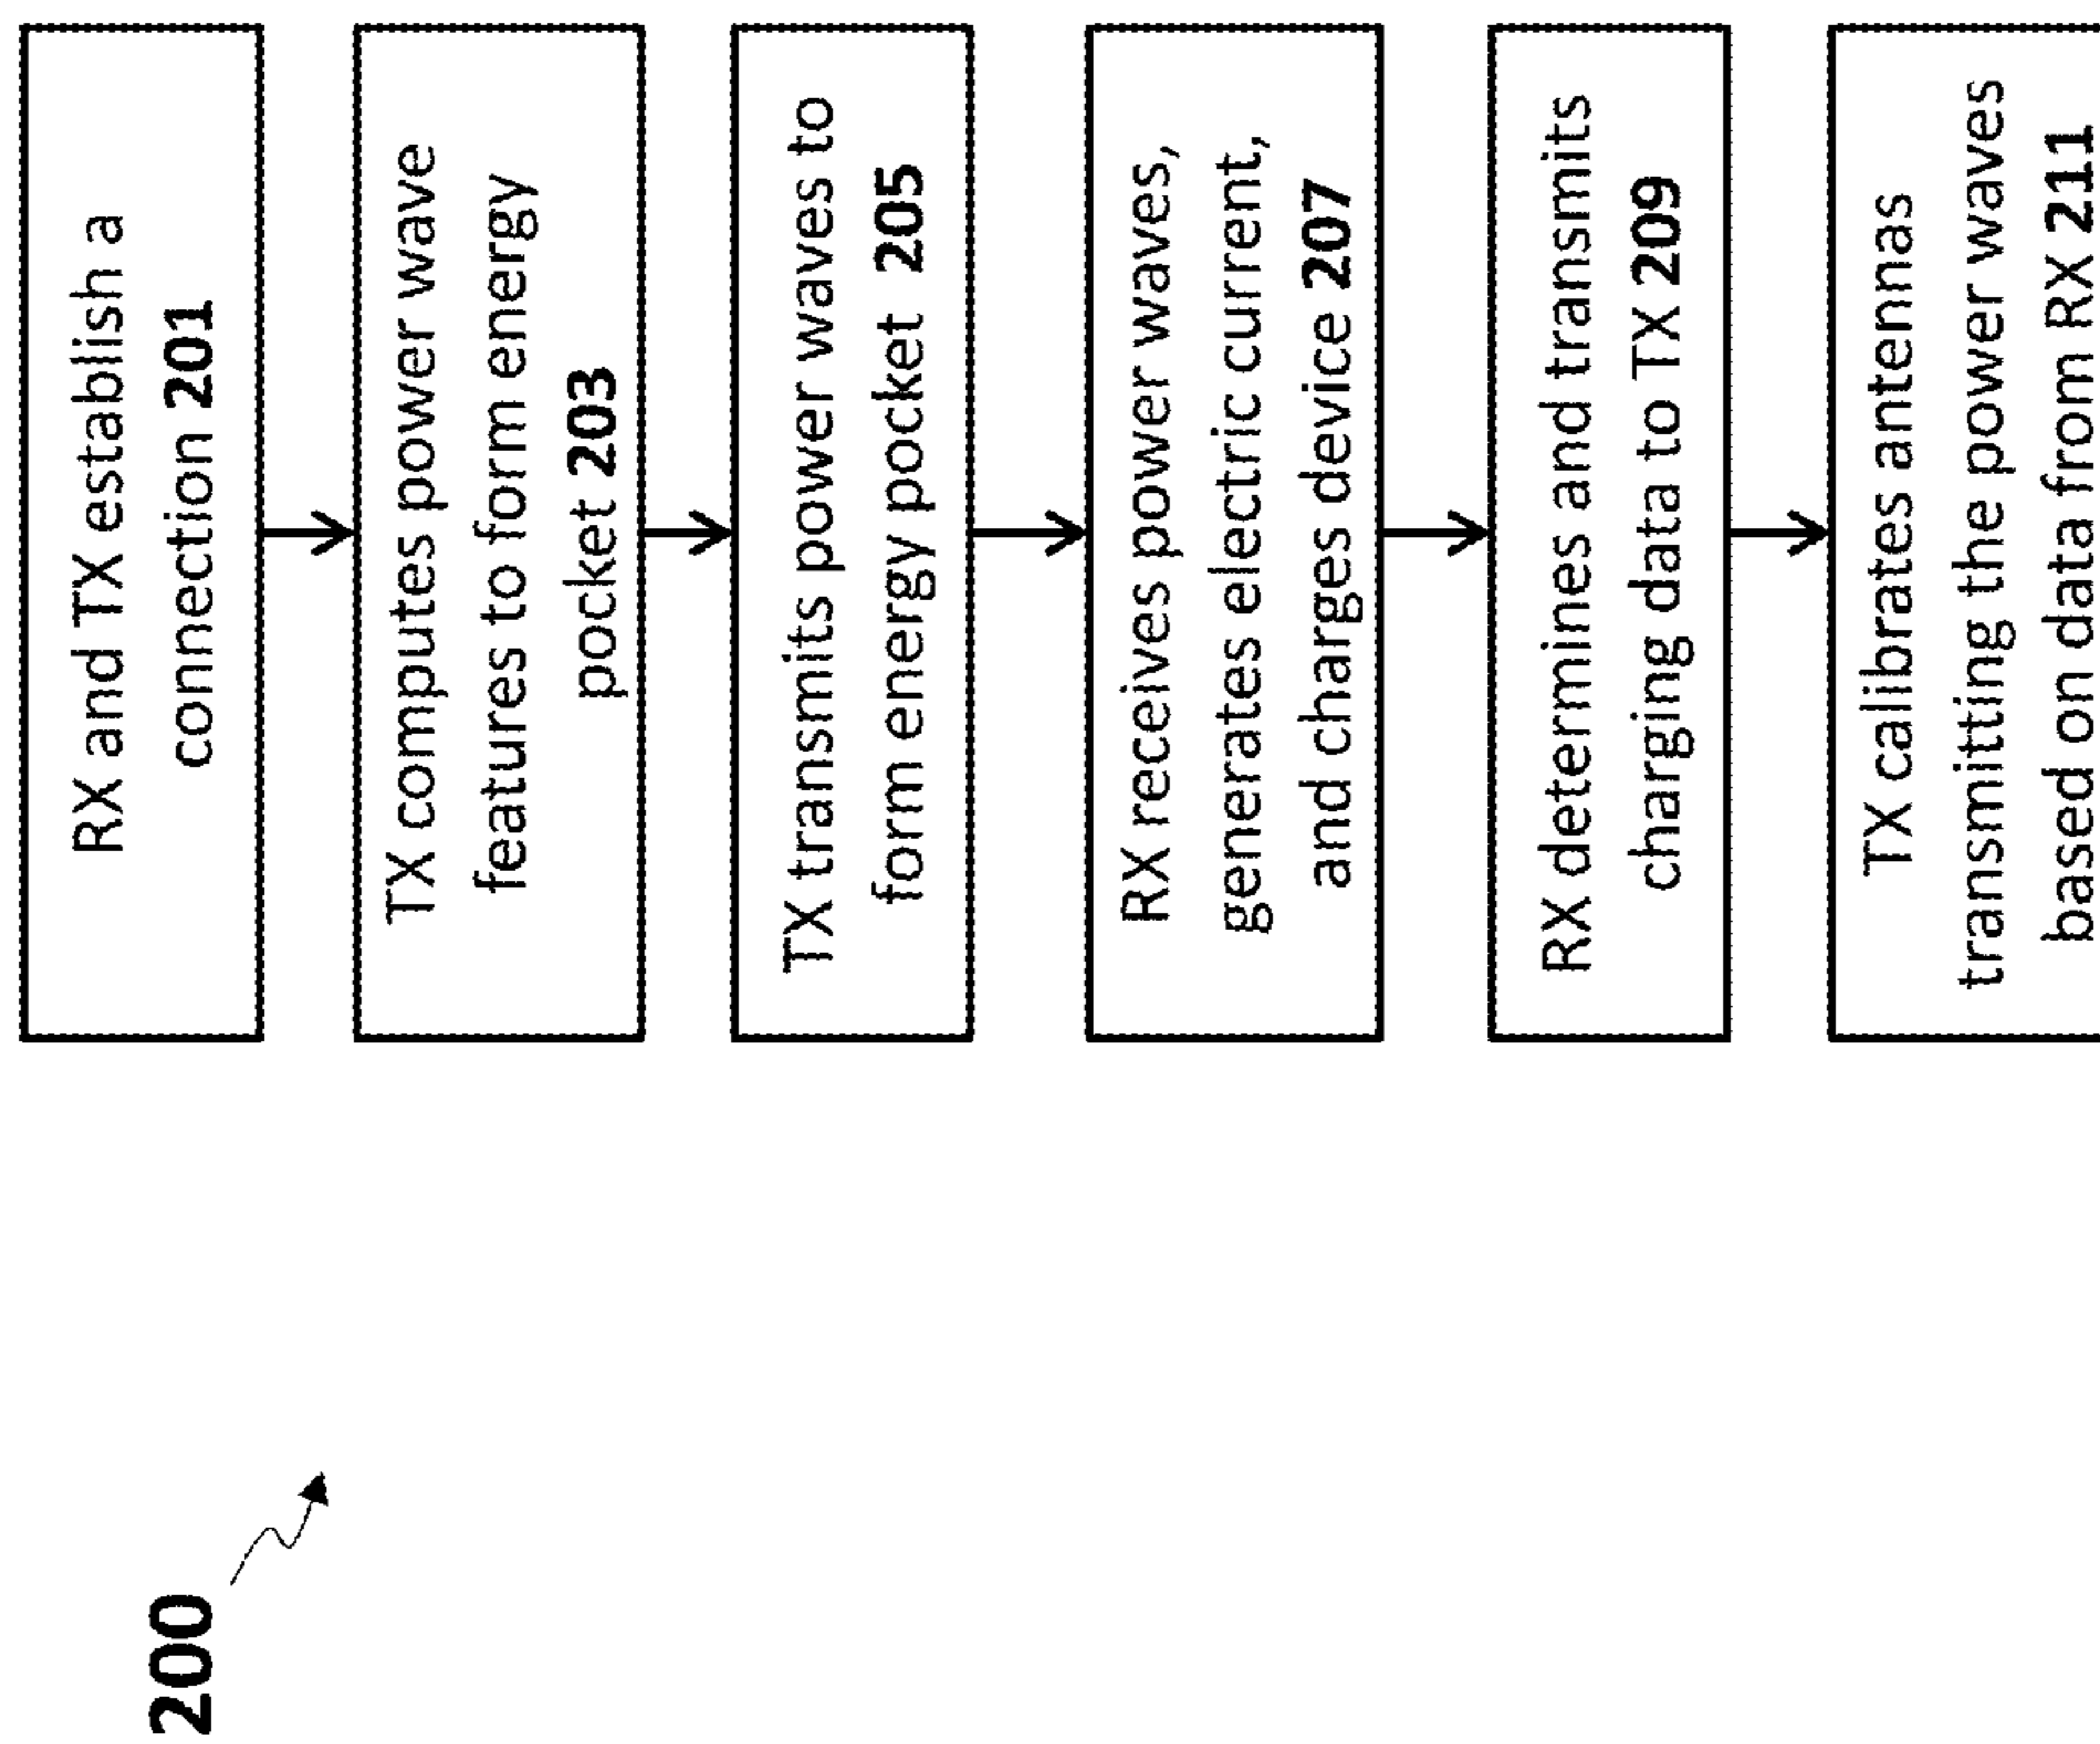 200
RX and TX establish a
connection 201
TX computes power wave
features to form energy
pocket 203
TX transmits power waves to
form energy pocket 205
RX receives power waves,
generates electric current,
and charges device 207
RX determines and transmits
charging data to TX 209
TX calibrates antennas
transmitting the power waves
based on data from RX 211